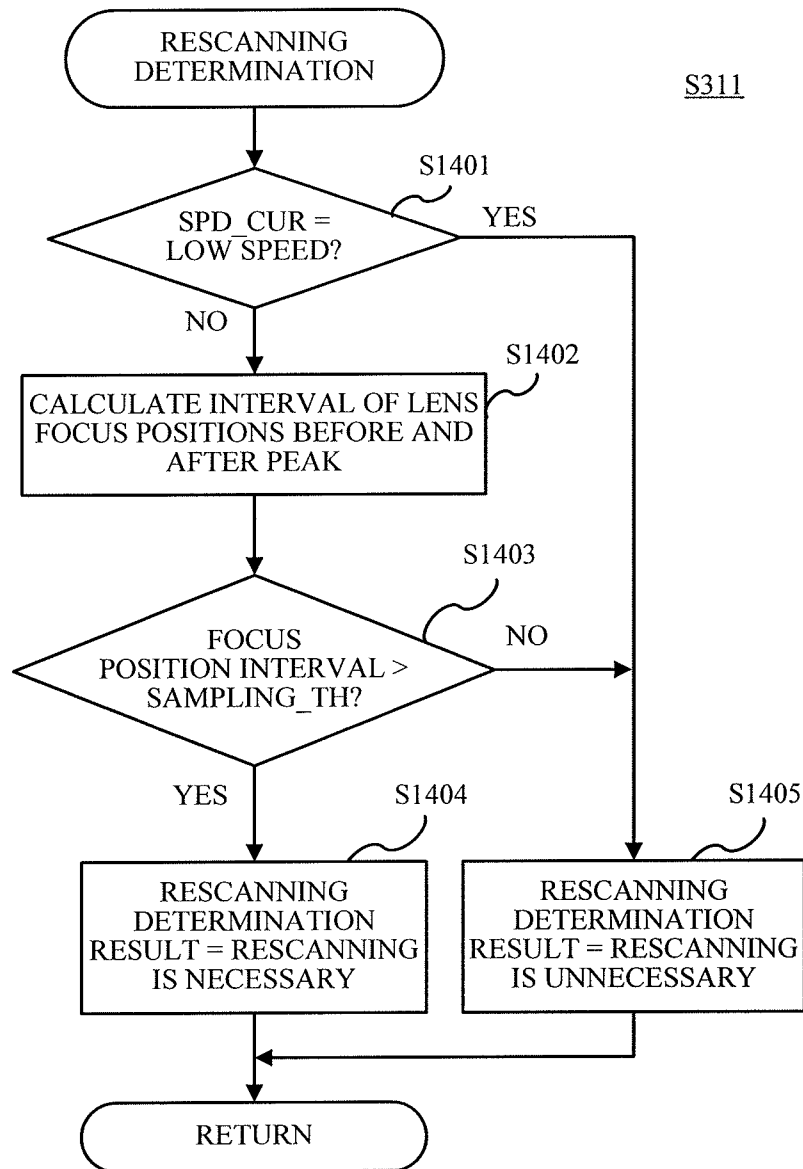 RESCANNING
DETERMINATION
S311
S1401
SPD_CUR =
LOW_SPEED?
YES
NO
S1402
CALCULATE INTERVAL OF LENS
FOCUS POSITIONS BEFORE AND
AFTER PEAK
S1403
FOCUS
POSITION INTERVAL >
SAMPLING_TH?
NO
YES
S1404
S1405
RESCANNING
DETERMINATION
RESULT = RESCANNING
IS NECESSARY
RESCANNING
DETERMINATION
RESULT = RESCANNING
IS UNNECESSARY
RETURN